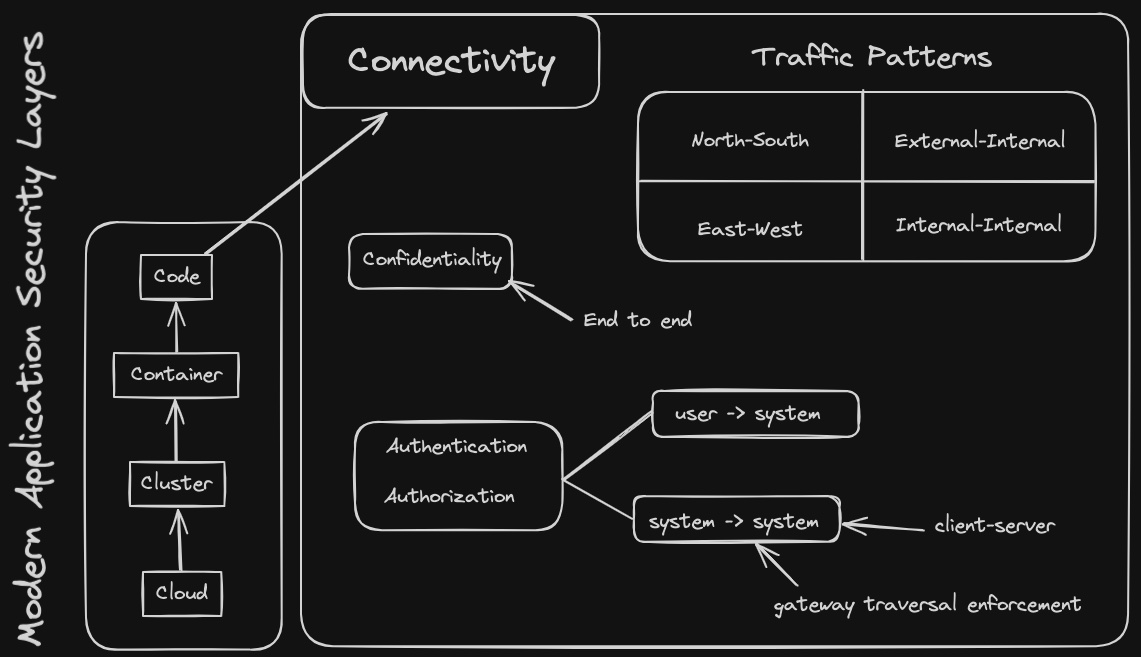 Modern Application Security Layers
Connectivity
Traffic Patterns
North-South
External-Internal
East-West
Internal-Internal
Code
Container
Cluster
Cloud
Confidentiality
End to end
Authentication
Authorization
user -> system
system -> system
client-server
gateway traversal enforcement